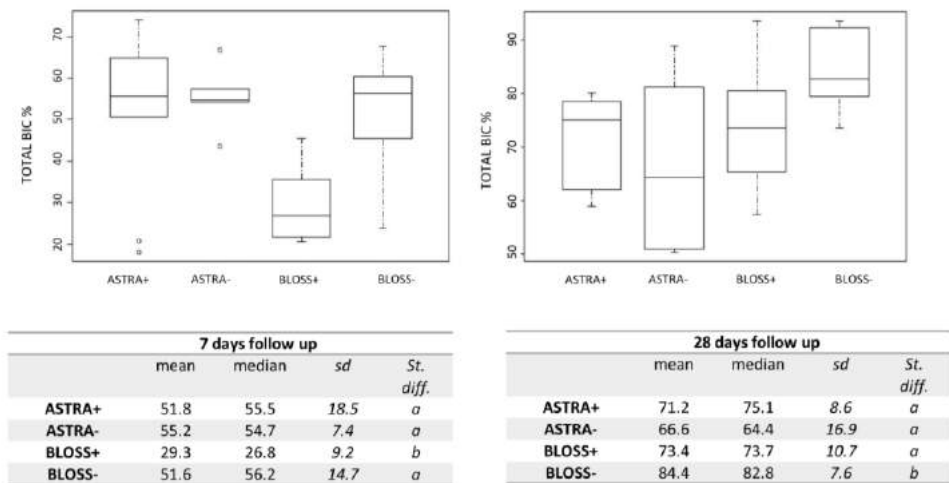 TOTAL BIC %
70
60
50
40
30
20
ASTRA+ ASTRA- BLOSS+ BLOSS-
TOTAL BIC %
90
80
70
60
50
ASTRA+ ASTRA- BLOSS+ BLOSS-
7 days follow up
mean median sd St. diff.
ASTRA+ 51.8 55.5 18.5 a
ASTRA- 55.2 54.7 7.4 a
BLOSS+ 29.3 26.8 9.2 b
BLOSS- 51.6 56.2 14.7 a
28 days follow up
mean median sd St. diff.
ASTRA+ 71.2 75.1 8.6 a
ASTRA- 66.6 64.4 16.9 a
BLOSS+ 73.4 73.7 10.7 a
BLOSS- 84.4 82.8 7.6 b